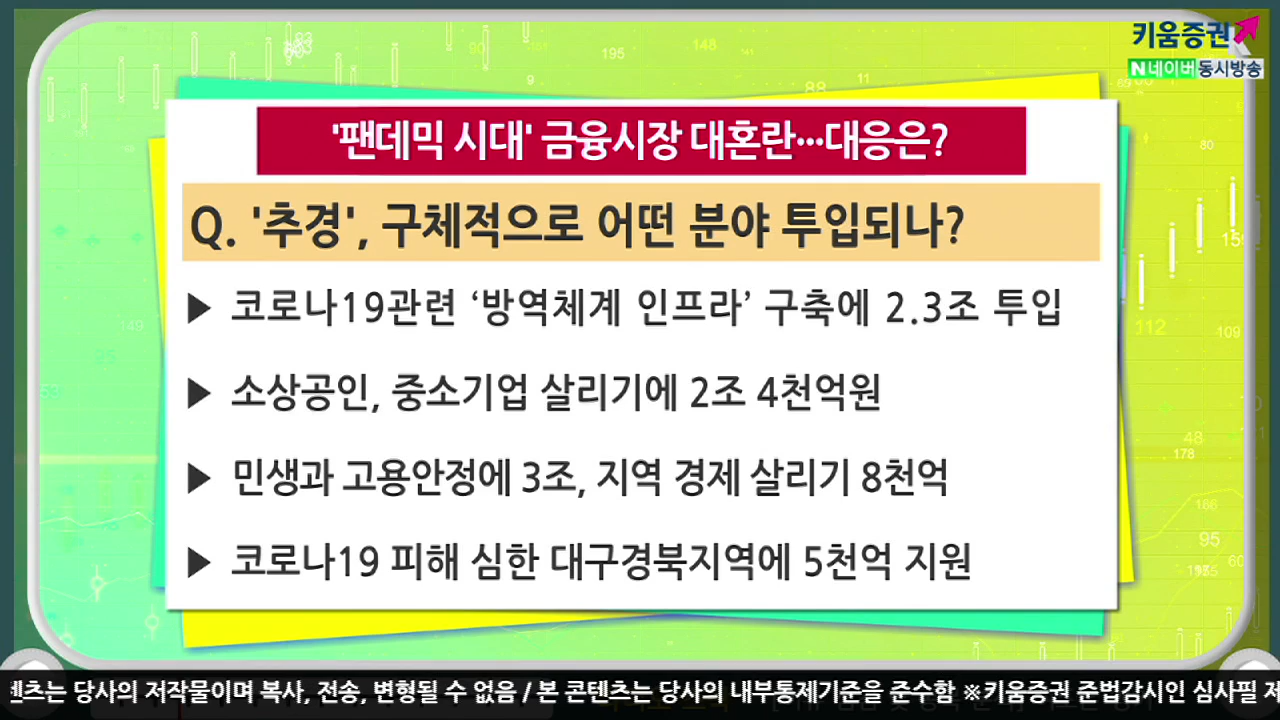 키움증권
N 네이버 동시방송
'팬데믹 시대' 금융시장 대혼란…대응은?
Q. '추경', 구체적으로 어떤 분야 투입되나?
▶ 코로나19관련 ‘방역체계 인프라’ 구축에 2.3조 투입
▶ 소상공인, 중소기업 살리기에 2조 4천억원
▶ 민생과 고용안정에 3조, 지역 경제 살리기 8천억
▶ 코로나19 피해 심한 대구경북지역에 5천억 지원
텐츠는 당사의 저작물이며 복사, 전송, 변형될 수 없음 / 본 콘텐츠는 당사의 내부통제기준을 준수함 ※키움증권 준법감시인 심사필 제